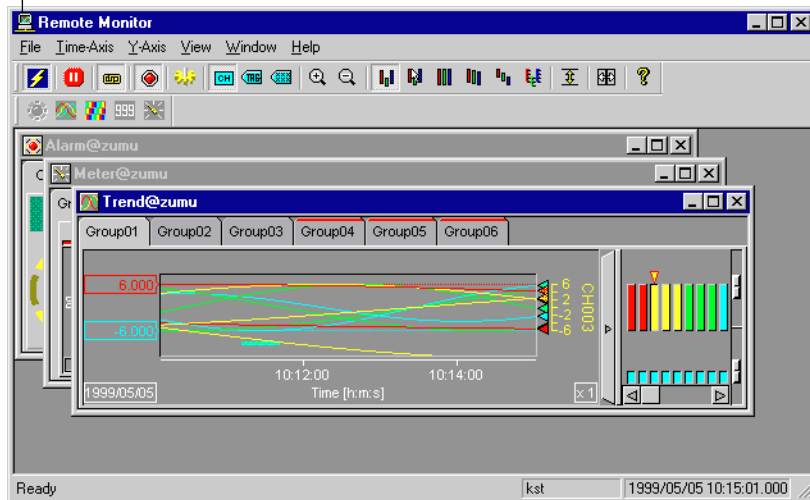 Remote Monitor
File Time-Axis Y-Axis View Window Help
CH TAG
999
Alarm@zumu
Meter@zumu
Gr
Trend@zumu
Group01 Group02 Group03 Group04 Group05 Group06
6.000
-6.000
6
2
-2
-6
CH003
10:12:00 10:14:00
1999/05/05 Time [h:m:s] x 1
Ready kst 1999/05/05 10:15:01.000